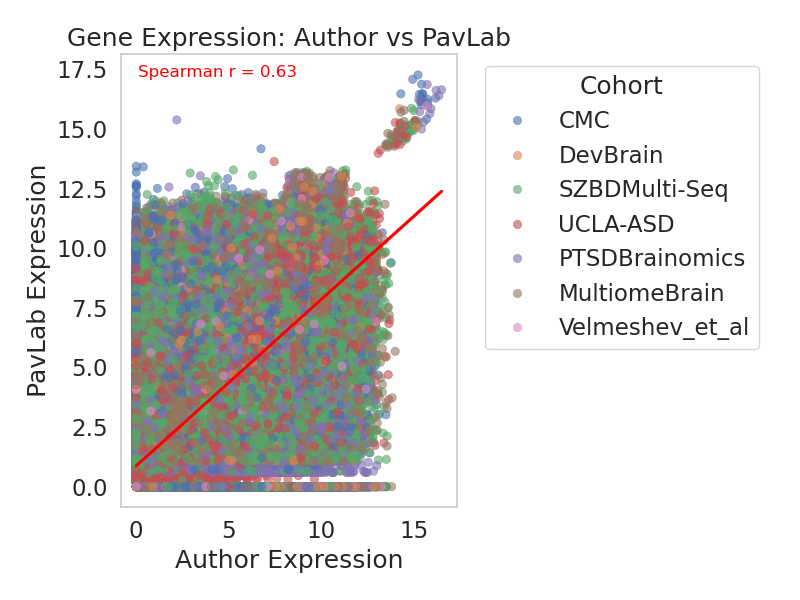 Gene Expression: Author vs PavLab
Spearman r = 0.63
17.5
15.0
12.5
10.0
7.5
5.0
2.5
0.0
PavLab Expression
0 5 10 15
Author Expression
Cohort
CMC
DevBrain
SZBDMulti-Seq
UCLA-ASD
PTSDBrainomics
MultiomeBrain
Velmeshev_et_al